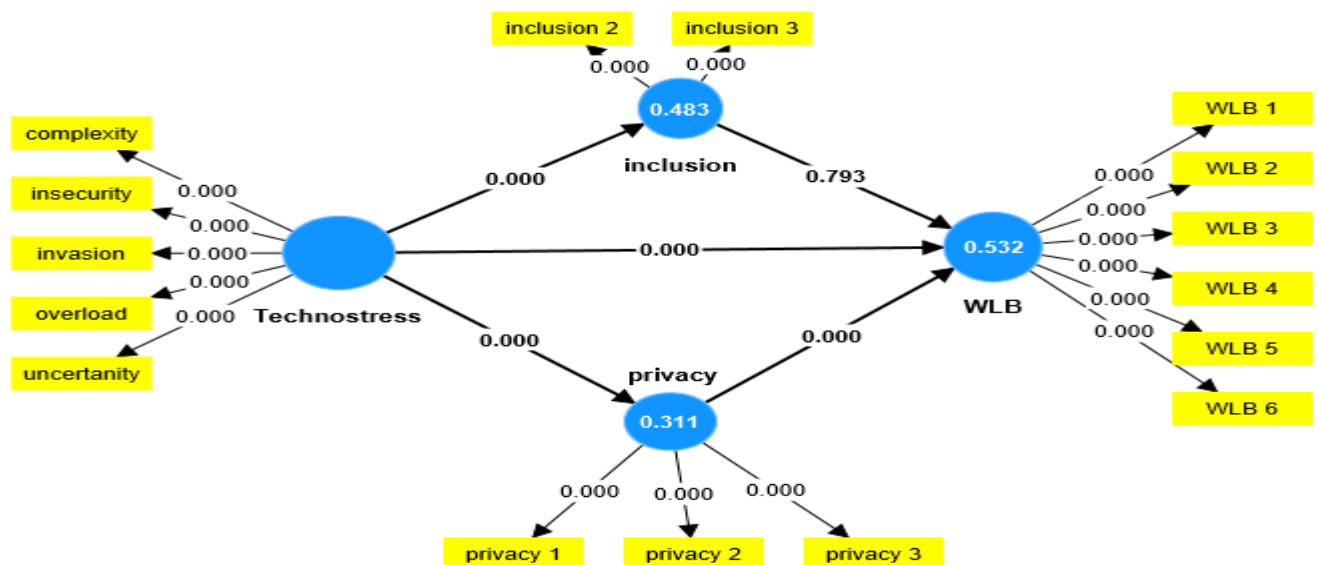 inclusion 2
inclusion 3
0.000
0.000
0.483
inclusion
complexity
insecurity
invasion
overload
uncertanity
0.000
0.000
0.000
0.000
0.000
Technostress
0.000
0.000
0.000
0.793
0.000
WLB 1
WLB 2
WLB 3
WLB 4
WLB 5
WLB 6
0.000
0.000
0.000
0.000
0.000
0.000
0.532
WLB
privacy
0.311
0.000
0.000
0.000
privacy 1
privacy 2
privacy 3